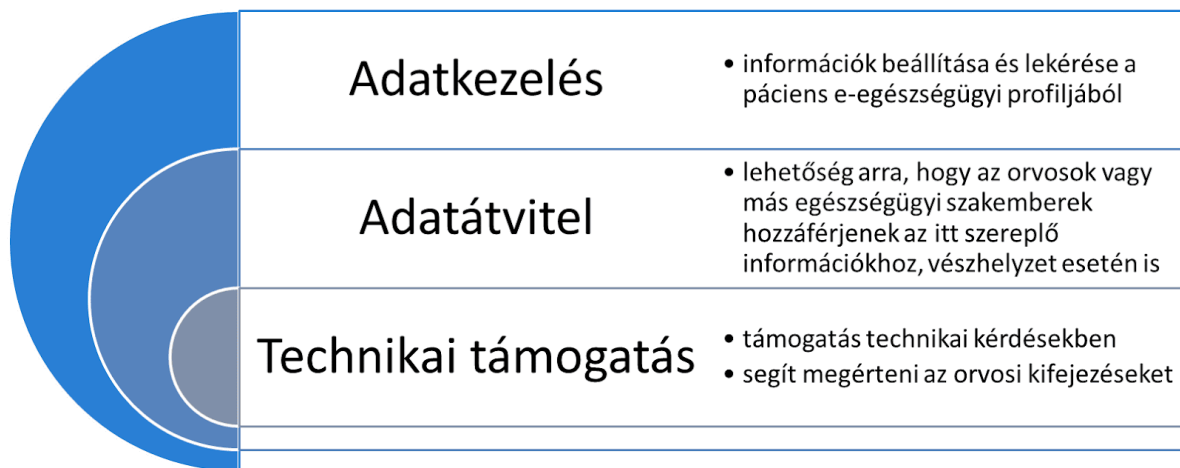 Adatkezelés
• információk beállítása és lekérése a
páciens e-egészségügyi profiljából
Adatátvitel
• lehetőség arra, hogy az orvosok vagy
más egészségügyi szakemberek
hozzáférjenek az itt szereplő
információkhoz, vészhelyzet esetén is
Technikai támogatás
• támogatás technikai kérdésekben
• segít megérteni az orvosi kifejezéseket